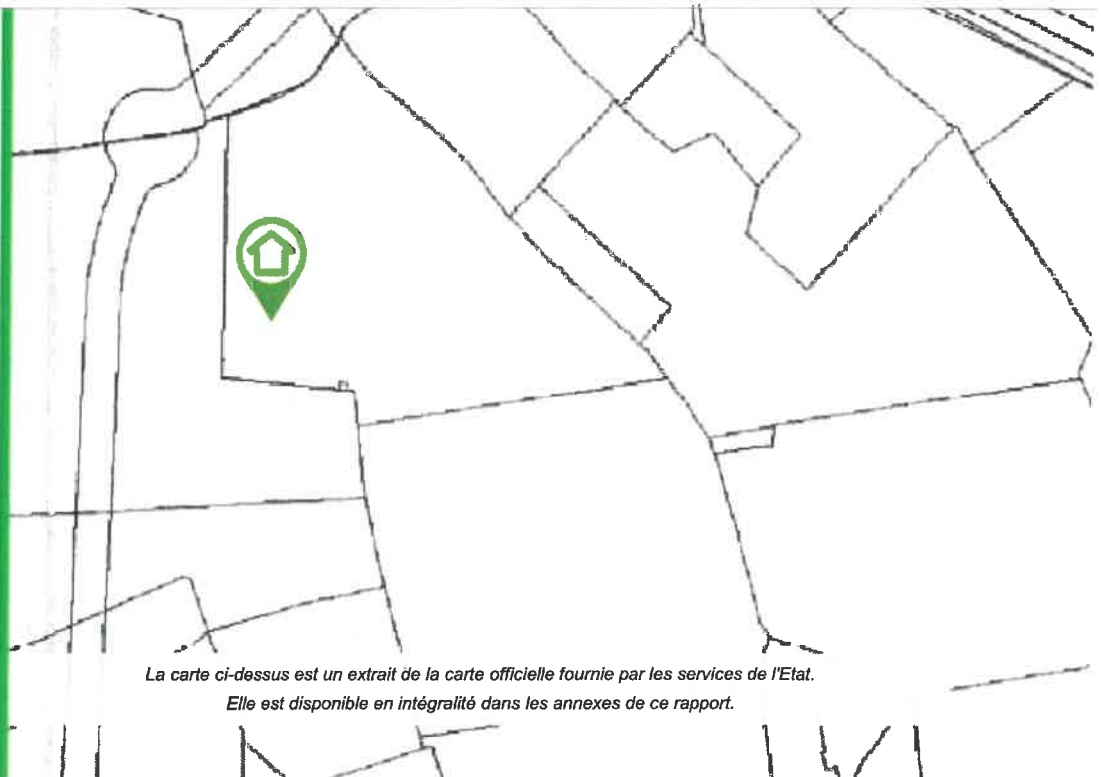 La carte ci-dessus est un extrait de la carte officielle fournie par les services de l'Etat.
Elle est disponible en intégralité dans les annexes de ce rapport.